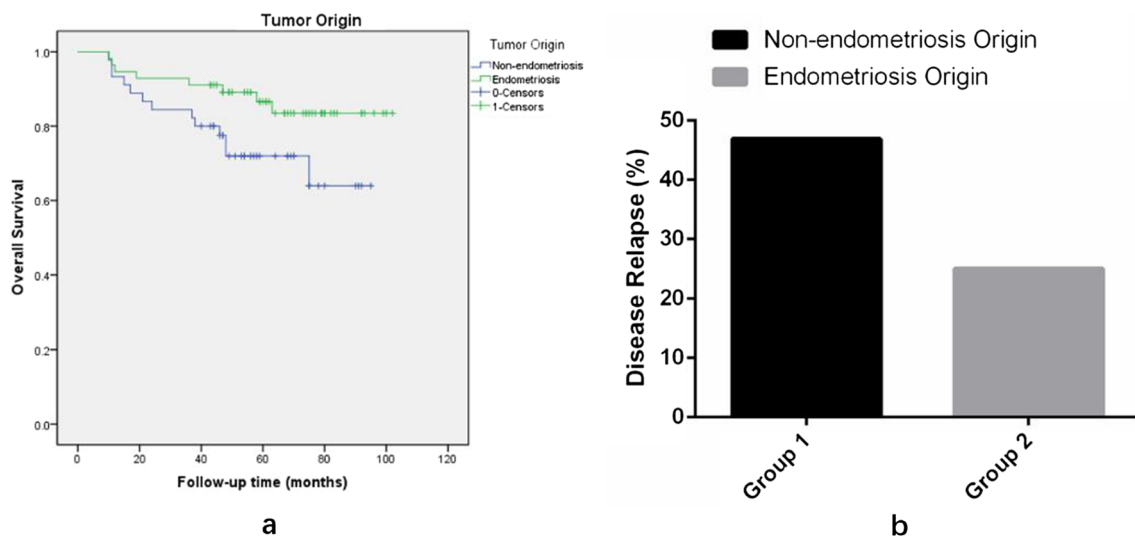 Tumor Origin
Overall Survival
1.0
0.8
0.6
0.4
0.2
0.0
0 20 40 60 80 100 120
Follow-up time (months)
Tumor Origin
Non-endometriosis
Endometriosis
0-Censors
1-Censors
a
Non-endometriosis Origin
Endometriosis Origin
Disease Relapse (%)
50
40
30
20
10
0
Group 1
Group 2
b